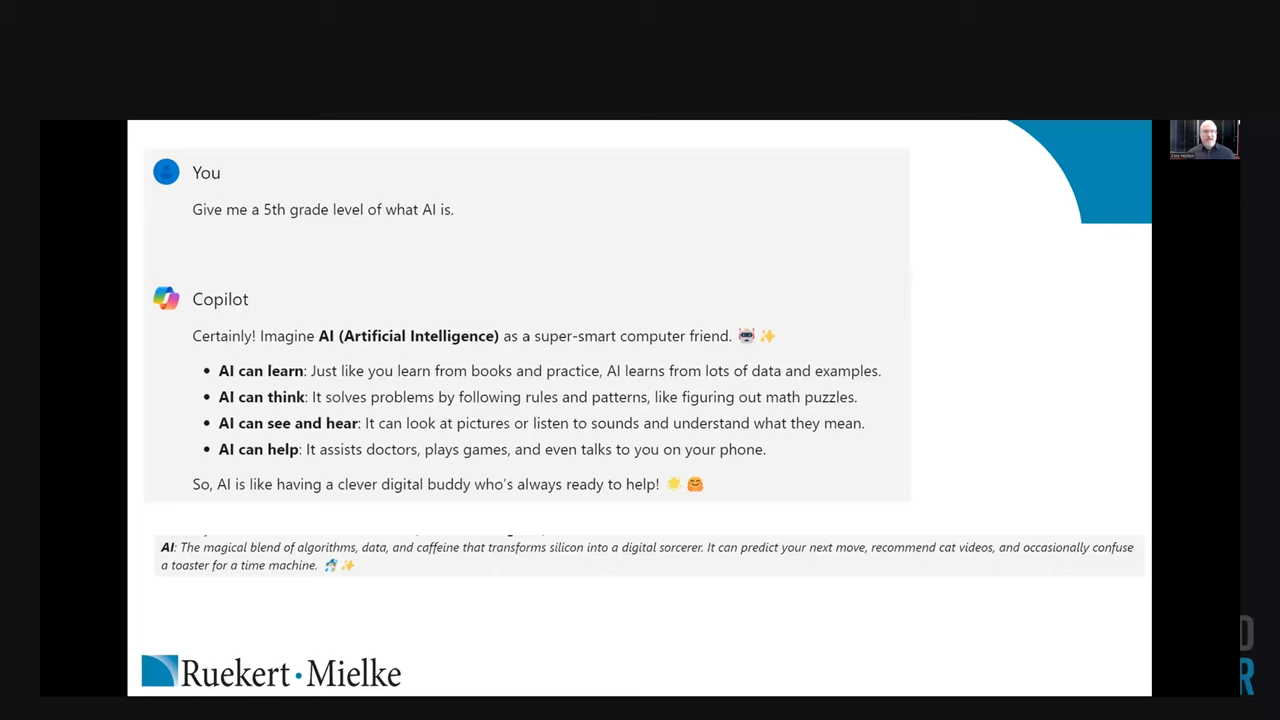 You
Give me a 5th grade level of what AI is.
Copilot
Certainly! Imagine AI (Artificial Intelligence) as a super-smart computer friend. 🤖 ✨
• AI can learn: Just like you learn from books and practice, AI learns from lots of data and examples.
• AI can think: It solves problems by following rules and patterns, like figuring out math puzzles.
• AI can see and hear: It can look at pictures or listen to sounds and understand what they mean.
• AI can help: It assists doctors, plays games, and even talks to you on your phone.
So, AI is like having a clever digital buddy who's always ready to help! 🌟 🤗
AI: The magical blend of algorithms, data, and caffeine that transforms silicon into a digital sorcerer. It can predict your next move, recommend cat videos, and occasionally confuse
a toaster for a time machine. 🧙‍♂️ ✨
Ruekert·Mielke